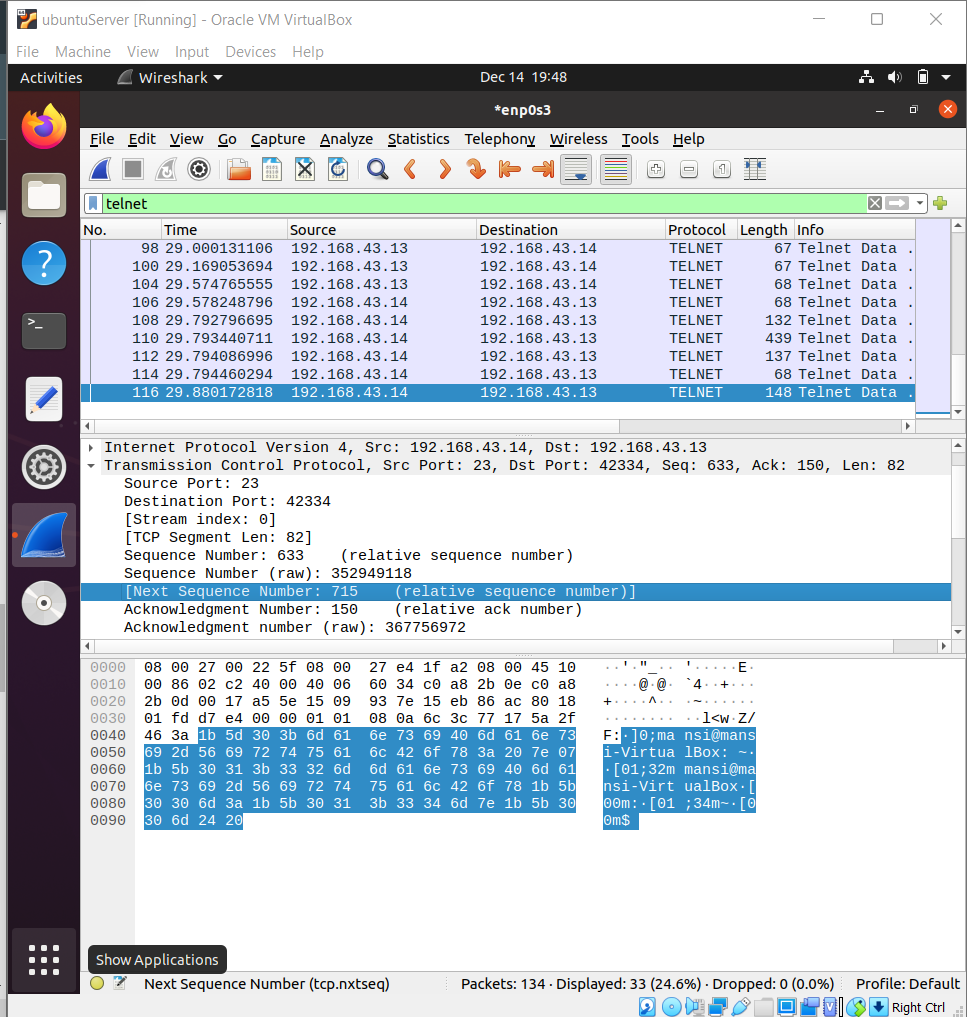 ubuntuServer [Running] - Oracle VM VirtualBox
File Machine View Input Devices Help
Activities Wireshark Dec 14 19:48
*enp0s3
File Edit View Go Capture Analyze Statistics Telephony Wireless Tools Help
telnet
No. Time Source Destination Protocol Length Info
98 29.000131106 192.168.43.13 192.168.43.14 TELNET 67 Telnet Data .
100 29.169053694 192.168.43.13 192.168.43.14 TELNET 67 Telnet Data .
104 29.574765555 192.168.43.13 192.168.43.14 TELNET 68 Telnet Data .
106 29.578248796 192.168.43.14 192.168.43.13 TELNET 68 Telnet Data .
108 29.792796695 192.168.43.14 192.168.43.13 TELNET 132 Telnet Data .
110 29.793440711 192.168.43.14 192.168.43.13 TELNET 439 Telnet Data .
112 29.794086996 192.168.43.14 192.168.43.13 TELNET 137 Telnet Data .
114 29.794460294 192.168.43.14 192.168.43.13 TELNET 68 Telnet Data .
116 29.880172818 192.168.43.14 192.168.43.13 TELNET 148 Telnet Data .
Internet Protocol Version 4, Src: 192.168.43.14, Dst: 192.168.43.13
Transmission Control Protocol, Src Port: 23, Dst Port: 42334, Seq: 633, Ack: 150, Len: 82
Source Port: 23
Destination Port: 42334
[Stream index: 0]
[TCP Segment Len: 82]
Sequence Number: 633 (relative sequence number)
Sequence Number (raw): 352949118
[Next Sequence Number: 715 (relative sequence number)]
Acknowledgment Number: 150 (relative ack number)
Acknowledgment number (raw): 367756972
0000 08 00 27 00 22 5f 08 00 27 e4 1f a2 08 00 45 10 ··'·"_·· '·····E·
0010 00 86 02 c2 40 00 40 06 60 34 c0 a8 2b 0e c0 a8 ····@·@· `4··+···
0020 2b 0d 00 17 a5 5e 15 09 93 7e 15 eb 86 ac 80 18 +····^·· ·~······
0030 01 fd d7 e4 00 00 01 01 08 0a 6c 3c 77 17 5a 2f ········ ··l<w·Z/
0040 46 3a 1b 5d 30 3b 6d 61 6e 73 69 40 6d 61 6e 73 F:·]0;ma nsi@mans
0050 69 2d 56 69 72 74 75 61 6c 42 6f 78 3a 20 7e 07 i-Virtua lBox: ~·
0060 1b 5b 30 31 3b 33 32 6d 6d 61 6e 73 69 40 6d 61 ·[01;32m mansi@ma
0070 6e 73 69 2d 56 69 72 74 75 61 6c 42 6f 78 1b 5b nsi-Virt ualBox·[
0080 30 30 6d 3a 1b 5b 30 31 3b 33 34 6d 7e 1b 5b 30 00m:·[01 ;34m~·[0
0090 30 6d 24 20 0m$
Show Applications
Next Sequence Number (tcp.nxtseq) Packets: 134 · Displayed: 33 (24.6%) · Dropped: 0 (0.0%) Profile: Default
Right Ctrl